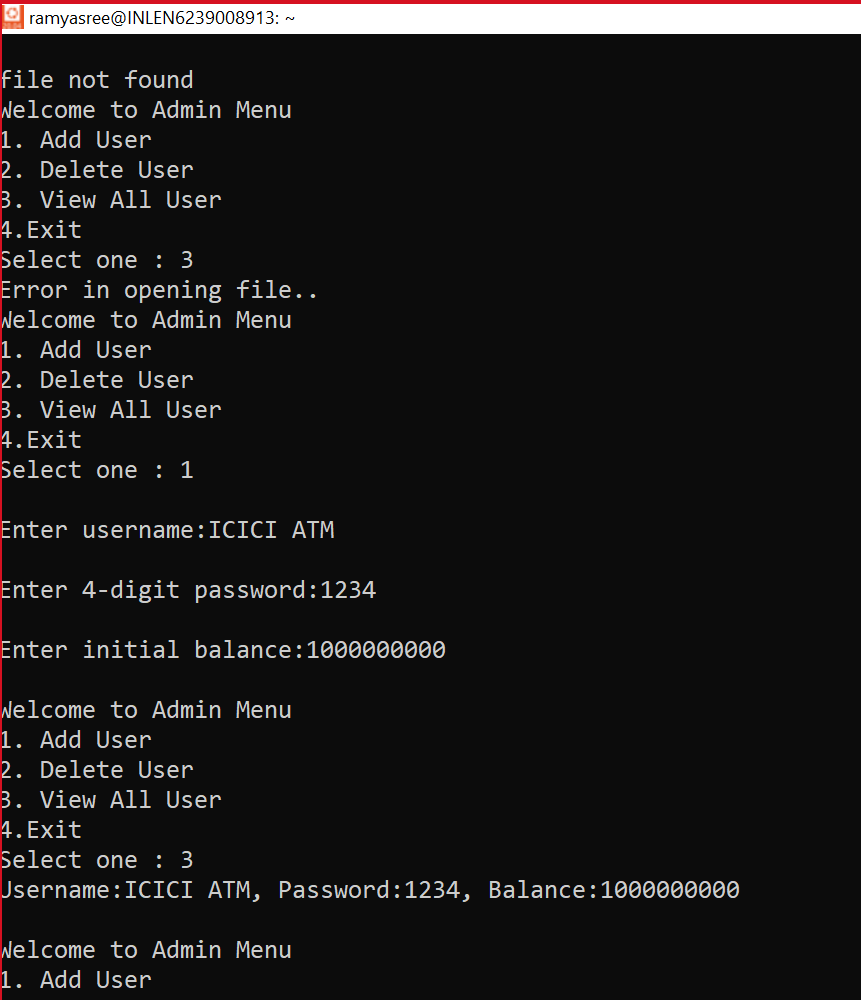 ramyasree@INLEN6239008913: ~
file not found
Welcome to Admin Menu
1. Add User
2. Delete User
3. View All User
4.Exit
Select one : 3
Error in opening file..
Welcome to Admin Menu
1. Add User
2. Delete User
3. View All User
4.Exit
Select one : 1
Enter username:ICICI ATM
Enter 4-digit password:1234
Enter initial balance:1000000000
Welcome to Admin Menu
1. Add User
2. Delete User
3. View All User
4.Exit
Select one : 3
Username:ICICI ATM, Password:1234, Balance:1000000000
Welcome to Admin Menu
1. Add User